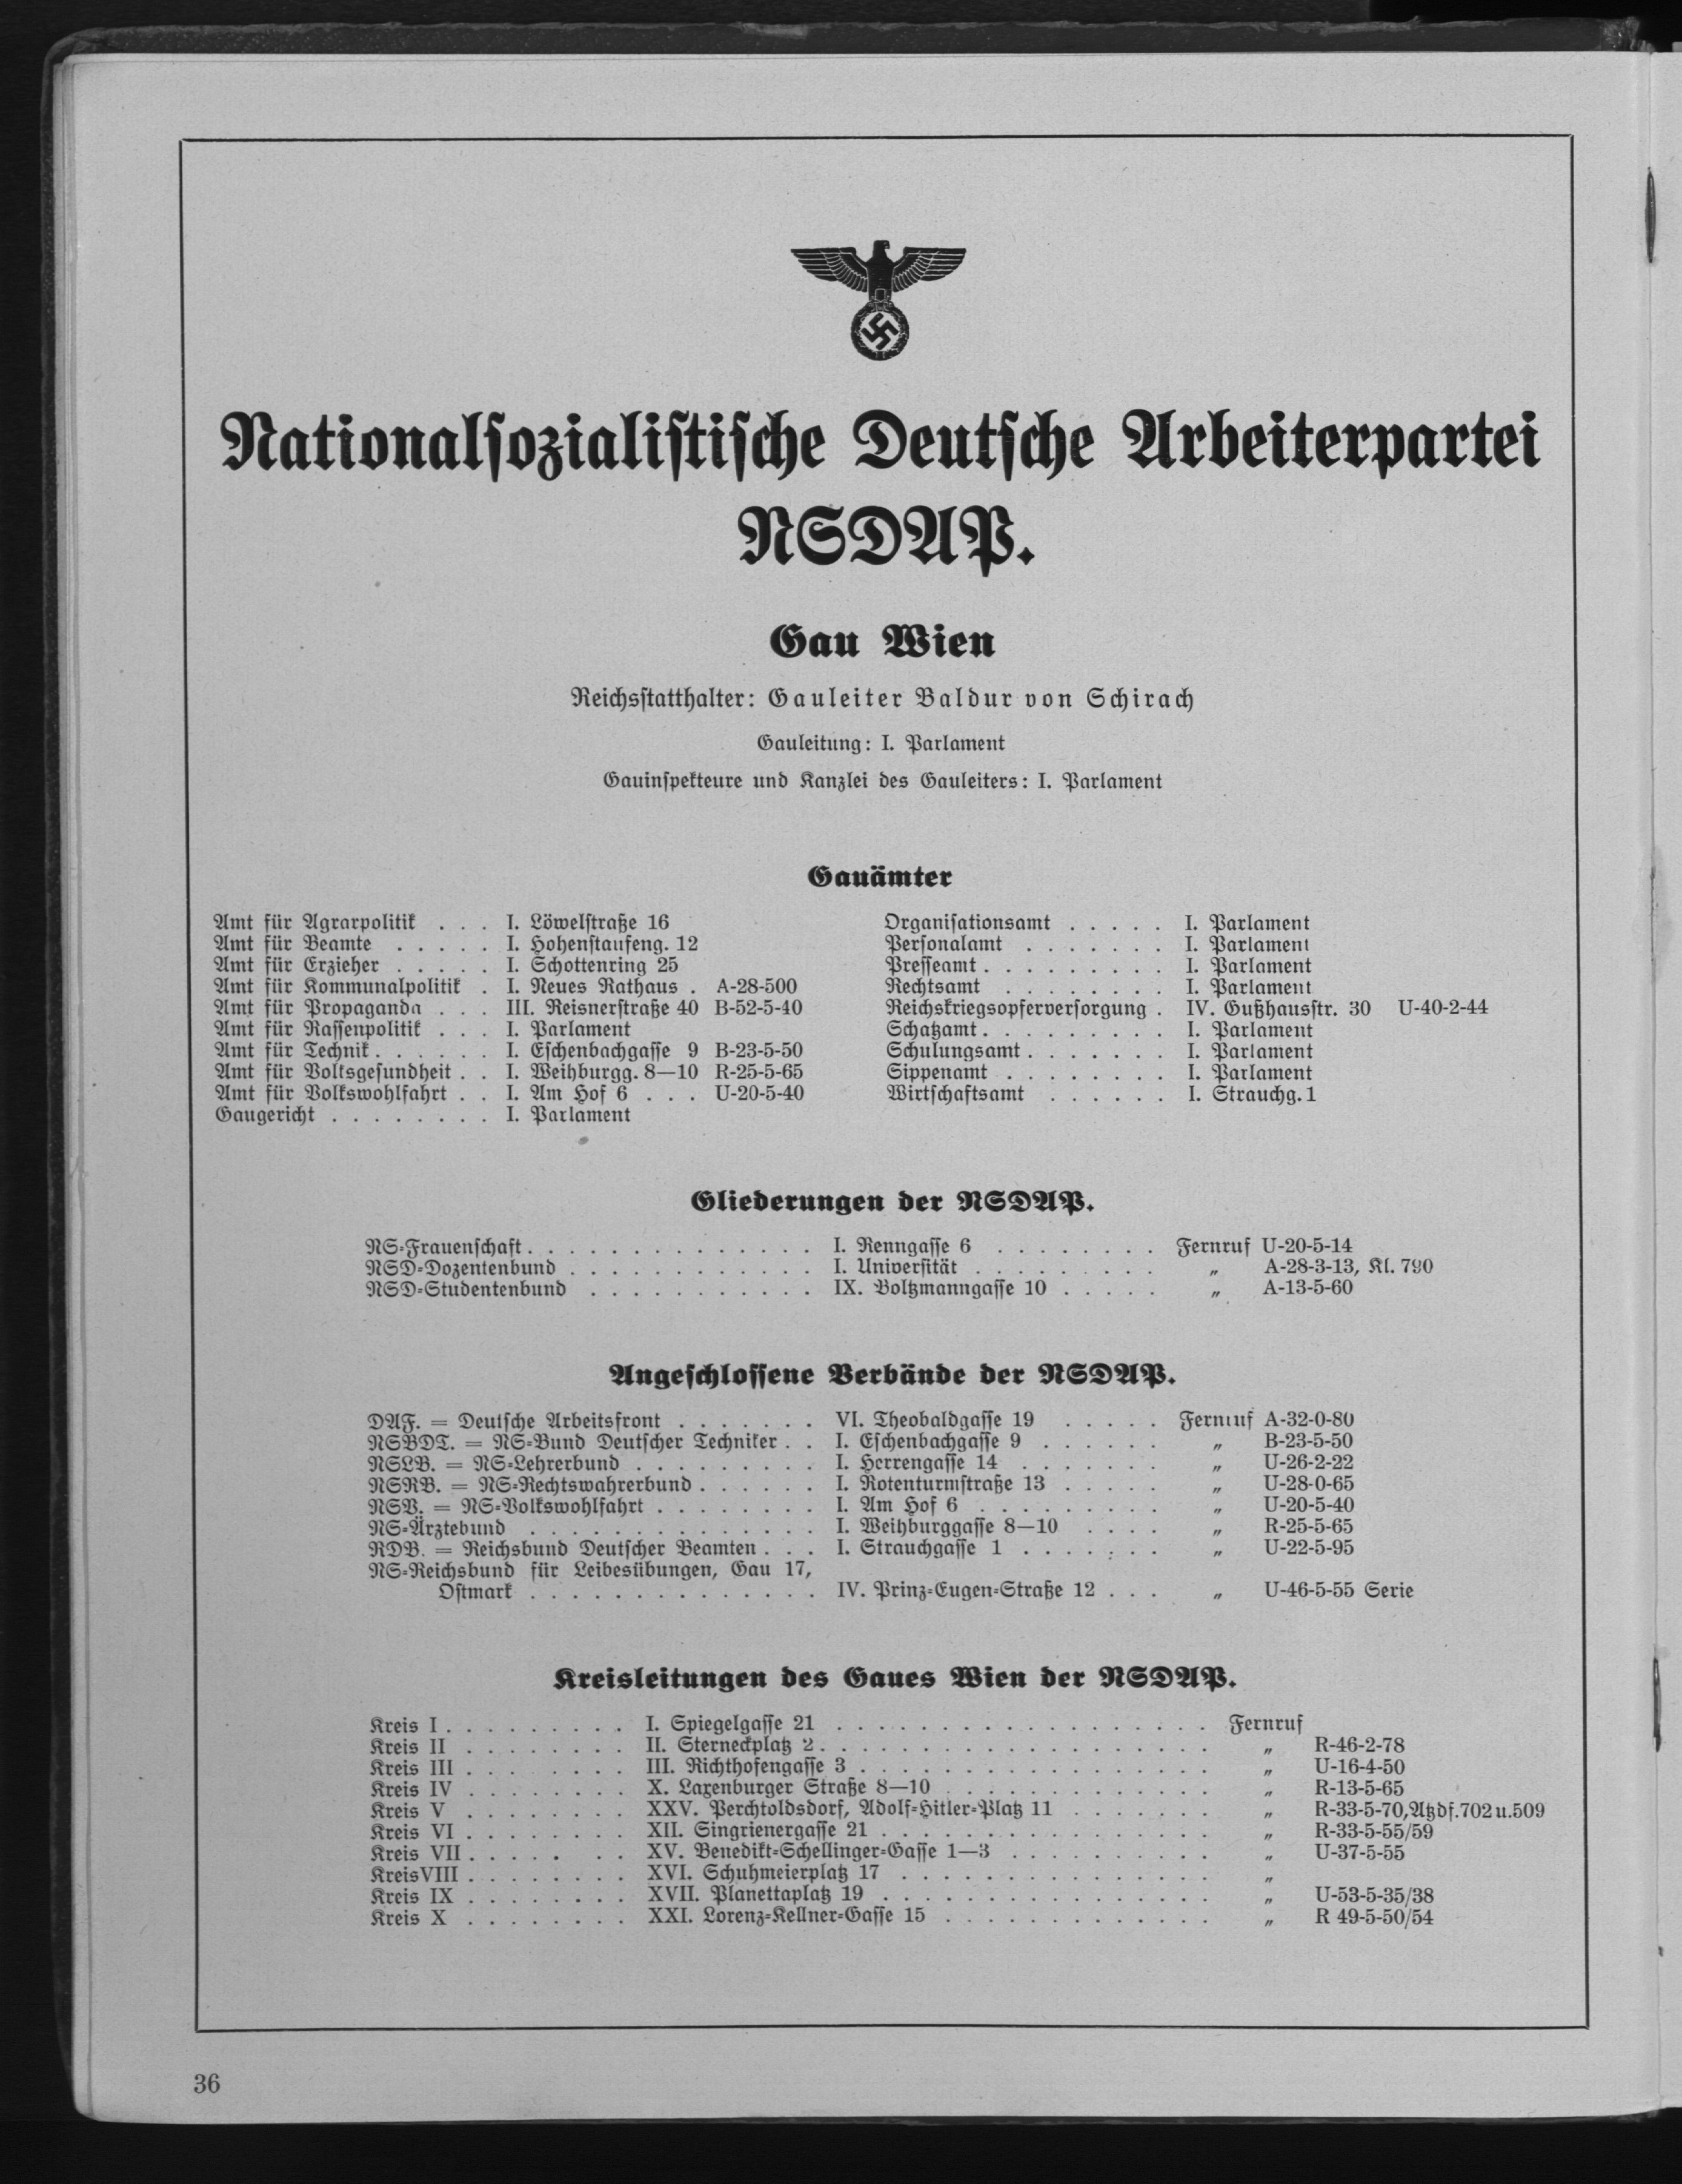 Nationalsozialistische Deutsche Arbeiterpartei
NSDAP.
Gau Wien
Reichsstatthalter: Gauleiter Baldur von Schirach
Gauleitung: I. Parlament
Gauinspekteure und Kanzlei des Gauleiters: I. Parlament
Gauämter
Amt für Agrarpolitik . . . I. Löwelstraße 16
Amt für Beamte . . . . . I. Hohenstaufeng. 12
Amt für Erzieher . . . . . I. Schottenring 25
Amt für Kommunalpolitik . I. Neues Rathaus . A-28-500
Amt für Propaganda . . . III. Reisnerstraße 40 B-52-5-40
Amt für Rassenpolitik . . . I. Parlament
Amt für Technik . . . . . . I. Eschenbachgasse 9 B-23-5-50
Amt für Volksgesundheit . . I. Weihburgg. 8—10 R-25-5-65
Amt für Volkswohlfahrt . . I. Am Hof 6 . . . U-20-5-40
Gaugericht . . . . . . . . I. Parlament
Organisationsamt . . . . . I. Parlament
Personalamt . . . . . . . I. Parlament
Presseamt . . . . . . . . . I. Parlament
Rechtsamt . . . . . . . . I. Parlament
Reichskriegsopferversorgung . IV. Gußhausstr. 30 U-40-2-44
Schatzamt . . . . . . . . . I. Parlament
Schulungsamt . . . . . . . I. Parlament
Sippenamt . . . . . . . . I. Parlament
Wirtschaftsamt . . . . . . I. Strauchg. 1
Gliederungen der NSDAP.
NS-Frauenschaft . . . . . . . . . . . . . . I. Renngasse 6 . . . . . . . . Fernruf U-20-5-14
NSD-Dozentenbund . . . . . . . . . . . . I. Universität . . . . . . . . . „ A-28-3-13, Kl. 790
NSD-Studentenbund . . . . . . . . . . . IX. Boltzmanngasse 10 . . . . . „ A-13-5-60
Angeschlossene Verbände der NSDAP.
DAF. = Deutsche Arbeitsfront . . . . . . . VI. Theobaldgasse 19 . . . . . Fernruf A-32-0-80
NSBDT. = NS-Bund Deutscher Techniker . . I. Eschenbachgasse 9 . . . . . . „ B-23-5-50
NSLB. = NS-Lehrerbund . . . . . . . . . I. Herrengasse 14 . . . . . . . „ U-26-2-22
NSRB. = NS-Rechtswahrerbund . . . . . . I. Rotenturmstraße 13 . . . . . „ U-28-0-65
NSV. = NS-Volkswohlfahrt . . . . . . . . I. Am Hof 6 . . . . . . . . . „ U-20-5-40
NS-Ärztebund . . . . . . . . . . . . . . I. Weihburggasse 8—10 . . . . „ R-25-5-65
RDB. = Reichsbund Deutscher Beamten . . . I. Strauchgasse 1 . . . . . . . „ U-22-5-95
NS-Reichsbund für Leibesübungen, Gau 17,
Ostmark . . . . . . . . . . . . . . IV. Prinz-Eugen-Straße 12 . . . „ U-46-5-55 Serie
Kreisleitungen des Gaues Wien der NSDAP.
Kreis I . . . . . . . . . I. Spiegelgasse 21 . . . . . . . . . . . . . . . . . . Fernruf
Kreis II . . . . . . . . II. Sterneckplatz 2 . . . . . . . . . . . . . . . . . . . „ R-46-2-78
Kreis III . . . . . . . . III. Richthofengasse 3 . . . . . . . . . . . . . . . . . „ U-16-4-50
Kreis IV . . . . . . . . X. Laxenburger Straße 8—10 . . . . . . . . . . . . . „ R-13-5-65
Kreis V . . . . . . . . XXV. Perchtoldsdorf, Adolf-Hitler-Platz 11 . . . . . . . „ R-33-5-70, Atzdf. 702 u. 509
Kreis VI . . . . . . . . XII. Singrienergasse 21 . . . . . . . . . . . . . . . . „ R-33-5-55/59
Kreis VII . . . . . . . XV. Benedikt-Schellinger-Gasse 1—3 . . . . . . . . . . „ U-37-5-55
Kreis VIII . . . . . . . . XVI. Schuhmeierplatz 17 . . . . . . . . . . . . . . . „
Kreis IX . . . . . . . . XVII. Planettaplatz 19 . . . . . . . . . . . . . . . . „ U-53-5-35/38
Kreis X . . . . . . . . XXI. Lorenz-Kellner-Gasse 15 . . . . . . . . . . . . . „ R 49-5-50/54
36